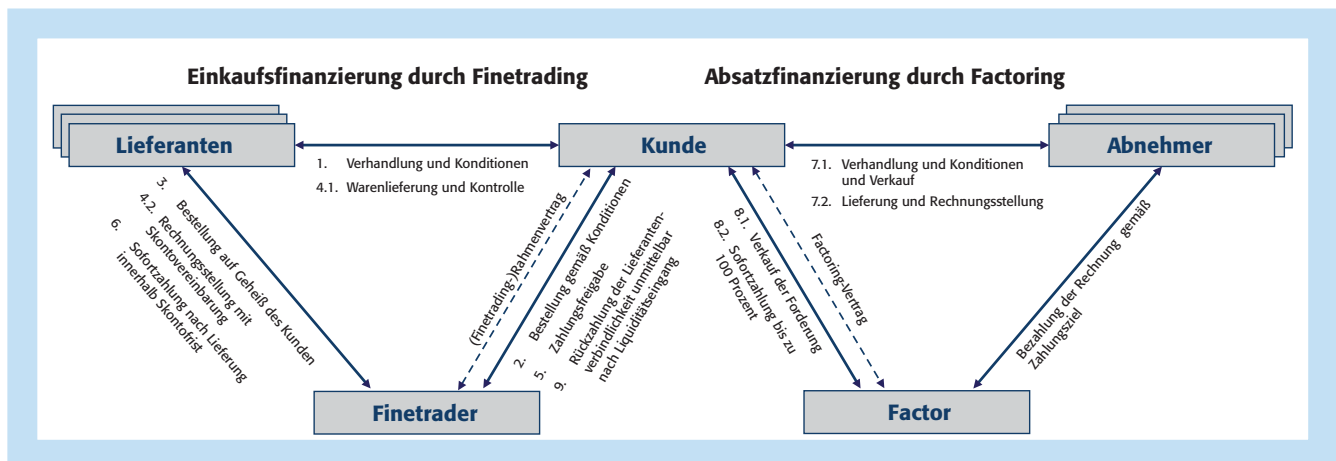 Einkaufsfinanzierung durch Finetrading
Absatzfinanzierung durch Factoring
Lieferanten
Kunde
Abnehmer
1. Verhandlung und Konditionen
4.1. Warenlieferung und Kontrolle
7.1. Verhandlung und Konditionen
und Verkauf
7.2. Lieferung und Rechnungsstellung
3. Bestellung auf Geheiß des Kunden
4.2. Rechnungsstellung mit
Skontovereinbarung
6. Sofortzahlung nach Lieferung
innerhalb Skontofrist
(Finetrading-)Rahmenvertrag
2. Bestellung gemäß Konditionen
5. Zahlungsfreigabe
9. Rückzahlung der Lieferanten-
verbindlichkeit unmittelbar
nach Liquiditätseingang
8.1. Verkauf der Forderung
8.2. Sofortzahlung bis zu
100 Prozent
Factoring-Vertrag
Bezahlung der Rechnung gemäß
Zahlungsziel
Finetrader
Factor